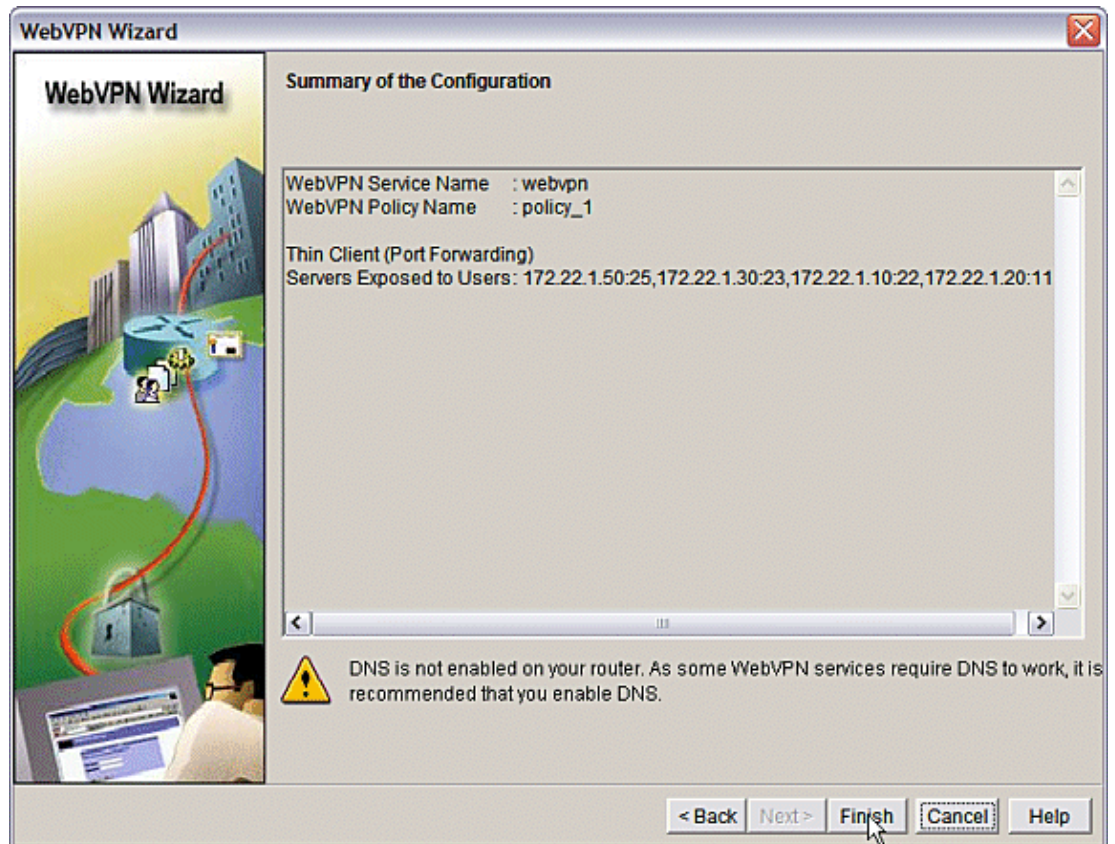 WebVPN Wizard
WebVPN Wizard
Summary of the Configuration
WebVPN Service Name : webvpn
WebVPN Policy Name : policy_1
Thin Client (Port Forwarding)
Servers Exposed to Users: 172.22.1.50:25,172.22.1.30:23,172.22.1.10:22,172.22.1.20:11
DNS is not enabled on your router. As some WebVPN services require DNS to work, it is
recommended that you enable DNS.
< Back Next > Finish Cancel Help